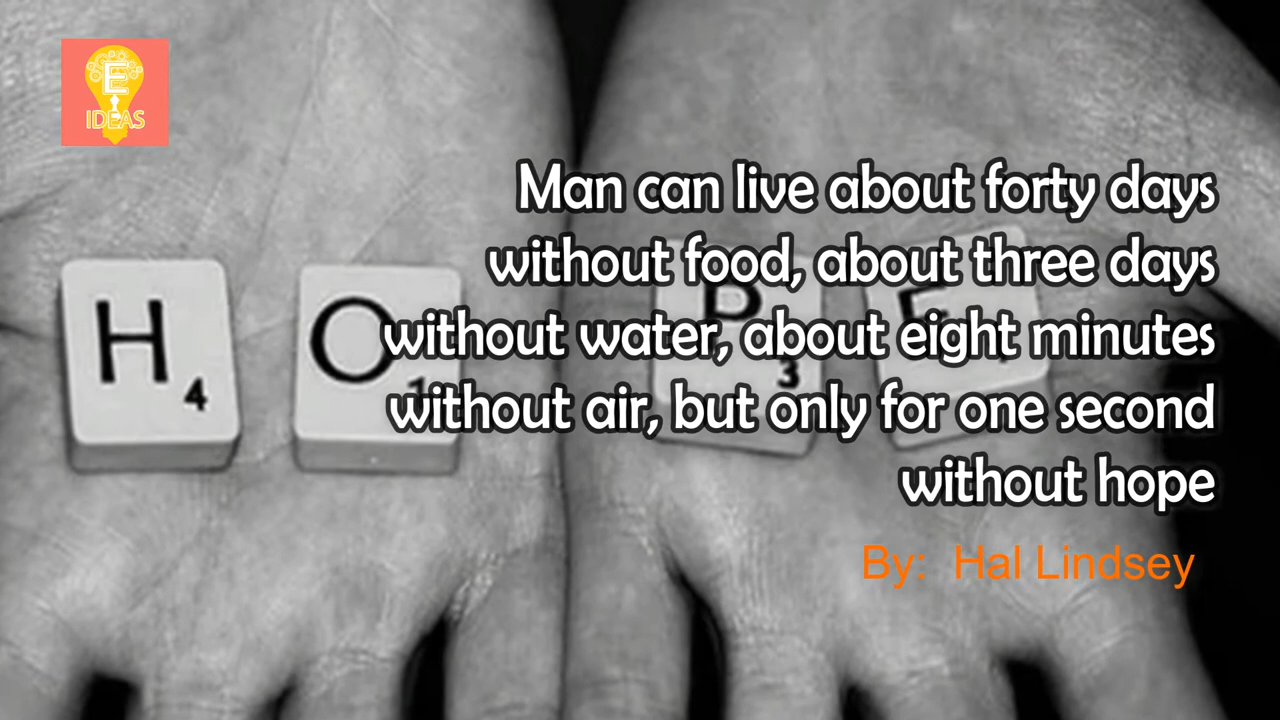 E
IDEAS
Man can live about forty days
without food, about three days
without water, about eight minutes
without air, but only for one second
without hope
By: Hal Lindsey
H 4
O 1
P 3
E 1